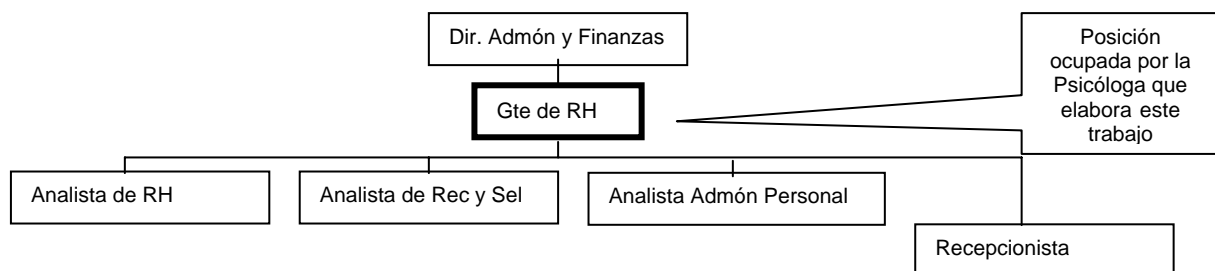 Dir. Admón y Finanzas
Posición
ocupada por la
Psicóloga que
elabora este
trabajo
Gte de RH
Analista de RH
Analista de Rec y Sel
Analista Admón Personal
Recepcionista